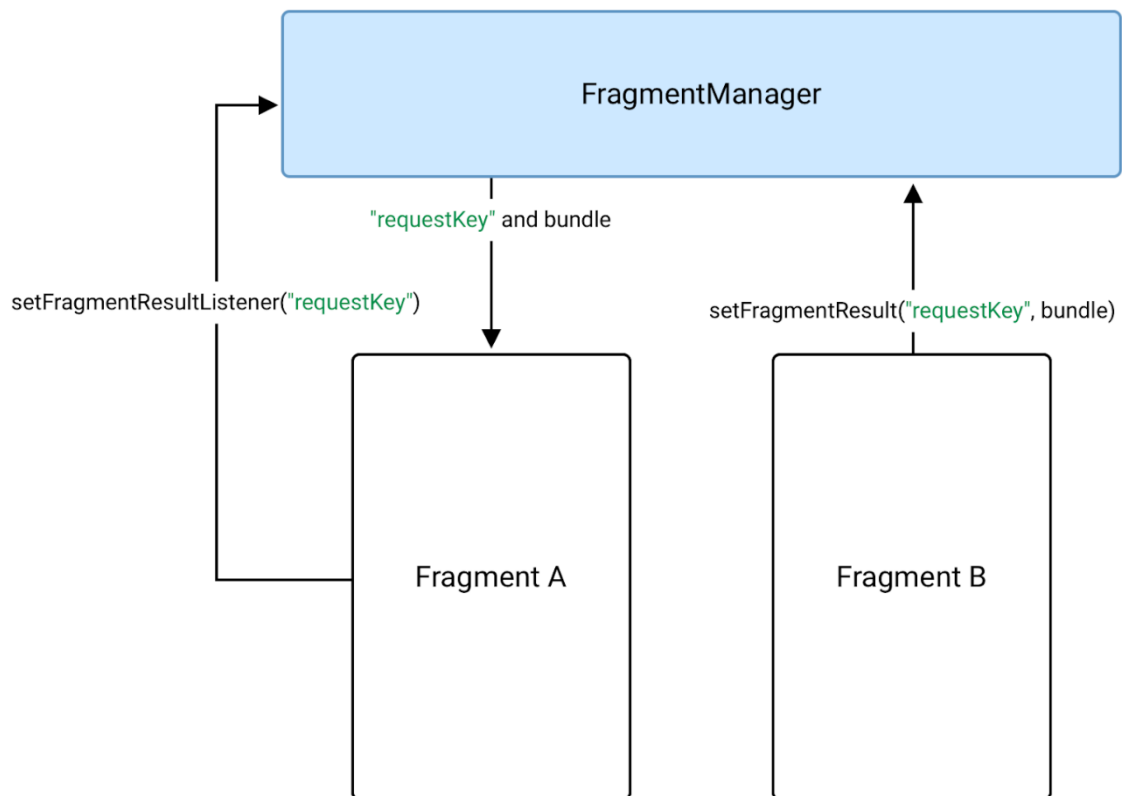 FragmentManager
"requestKey" and bundle
setFragmentResultListener("requestKey")
setFragmentResult("requestKey", bundle)
Fragment A
Fragment B